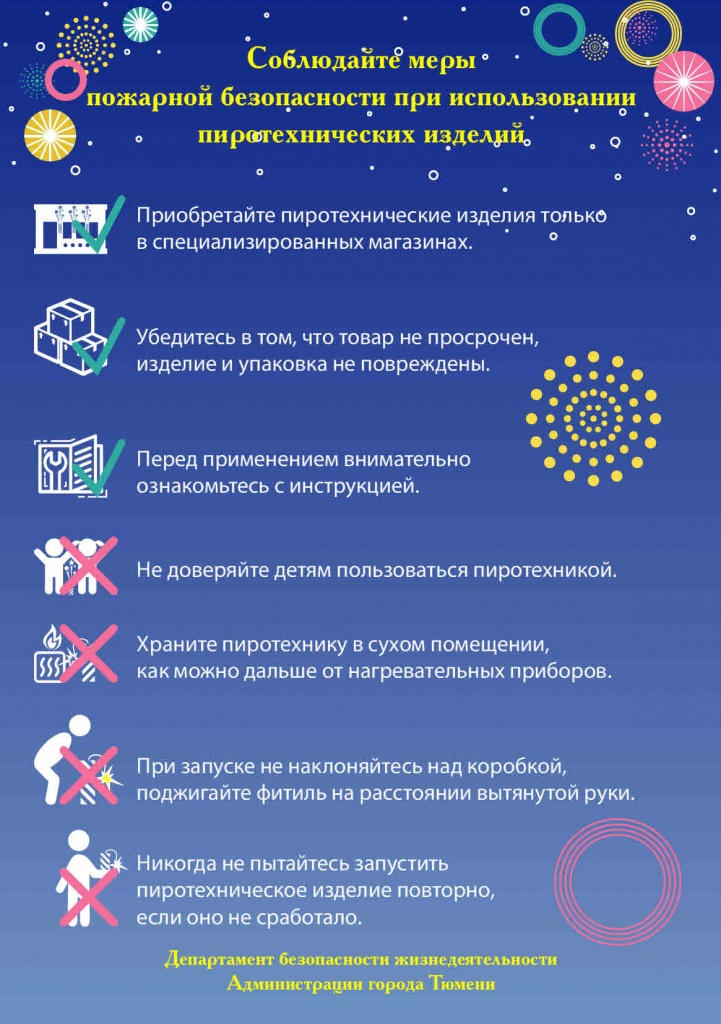 Соблюдайте меры
пожарной безопасности при использовании
пиротехнических изделий
Приобретайте пиротехнические изделия только
в специализированных магазинах.
Убедитесь в том, что товар не просрочен,
изделие и упаковка не повреждены.
Перед применением внимательно
ознакомьтесь с инструкцией.
Не доверяйте детям пользоваться пиротехникой.
Храните пиротехнику в сухом помещении,
как можно дальше от нагревательных приборов.
При запуске не наклоняйтесь над коробкой,
поджигайте фитиль на расстоянии вытянутой руки.
Никогда не пытайтесь запустить
пиротехническое изделие повторно,
если оно не сработало.
Департамент безопасности жизнедеятельности
Администрации города Тюмени